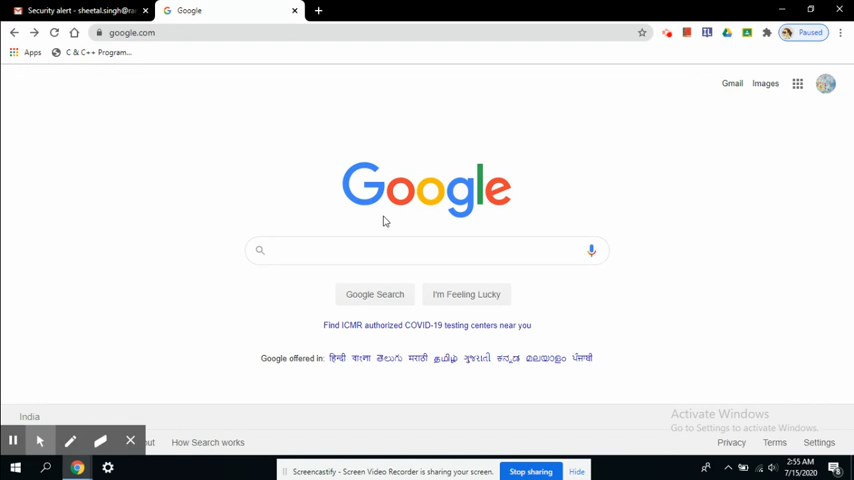 Security alert - sheetal.singh@ra
Google
google.com
Paused
Apps
C & C++ Program...
Gmail
Images
Google
Google Search
I'm Feeling Lucky
Find ICMR authorized COVID-19 testing centers near you
Google offered in: हिन्दी বাংলা తెలుగు मराठी தமிழ் ગુજરાતી ಕನ್ನಡ മലയാളം ਪੰਜਾਬੀ
India
Activate Windows
Go to Settings to activate Windows.
How Search works
Privacy
Terms
Settings
Screencastify - Screen Video Recorder is sharing your screen.
Stop sharing
Hide
2:55 AM
7/15/2020